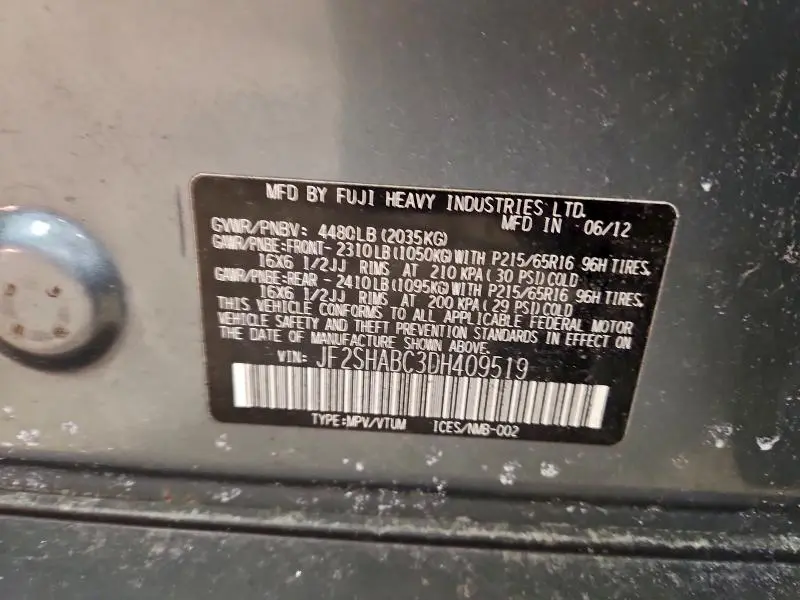 MFD BY FUJI HEAVY INDUSTRIES LTD.
MFD IN 06/12
GVWR/PNBV: 4480LB(2035KG)
GAWR/PNBE:FRONT- 2310LB(1050KG)WITH P215/65R16 96H TIRES,
16X6 1/2JJ RIMS AT 210 KPA( 30 PSI)COLD
GAWR/PNBE:REAR - 2410LB(1095KG)WITH P215/65R16 96H TIRES,
16X6 1/2JJ RIMS AT 200 KPA( 29 PSI)COLD
THIS VEHICLE CONFORMS TO ALL APPLICABLE FEDERAL MOTOR
VEHICLE SAFETY AND THEFT PREVENTION STANDARDS IN EFFECT ON
THE DATE OF MANUFACTURE SHOWN ABOVE.
VIN: JF2SHABC3DH409519
TYPE:MPV/VTUM ICES/NMB-002